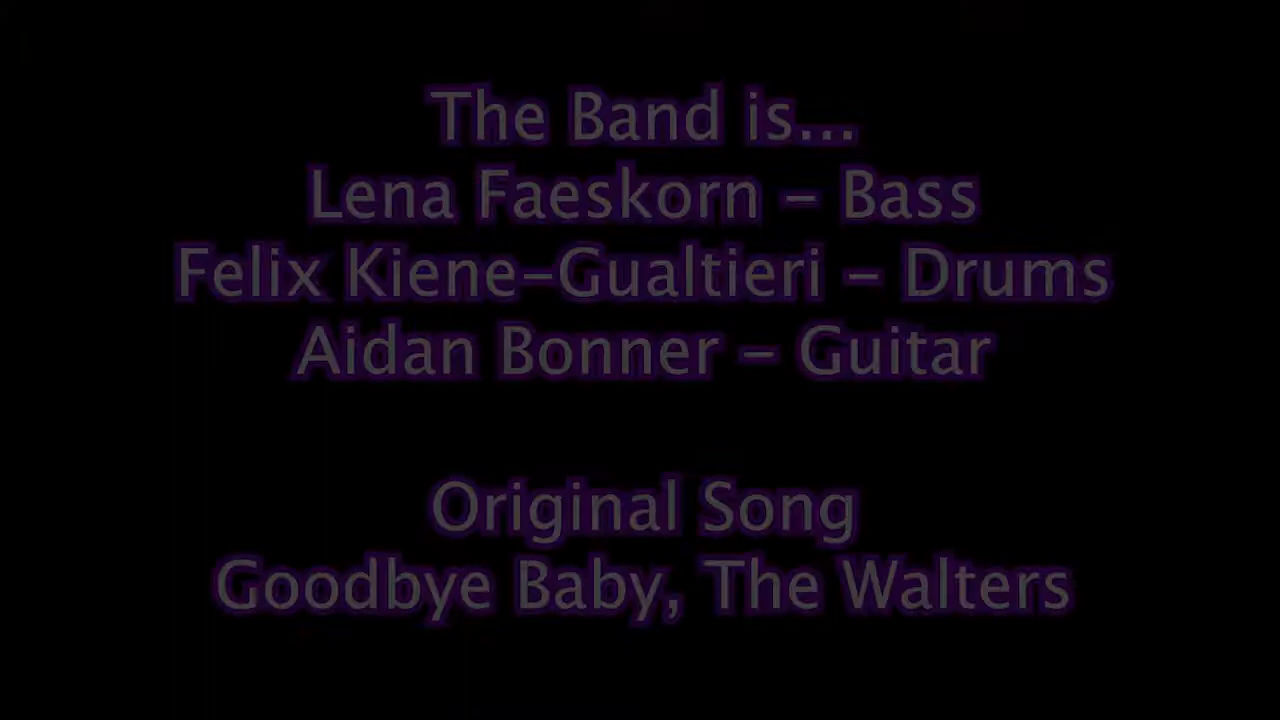 The Band is...
Lena Faeskorn - Bass
Felix Kiene-Gualtieri - Drums
Aidan Bonner - Guitar
Original Song
Goodbye Baby, The Walters